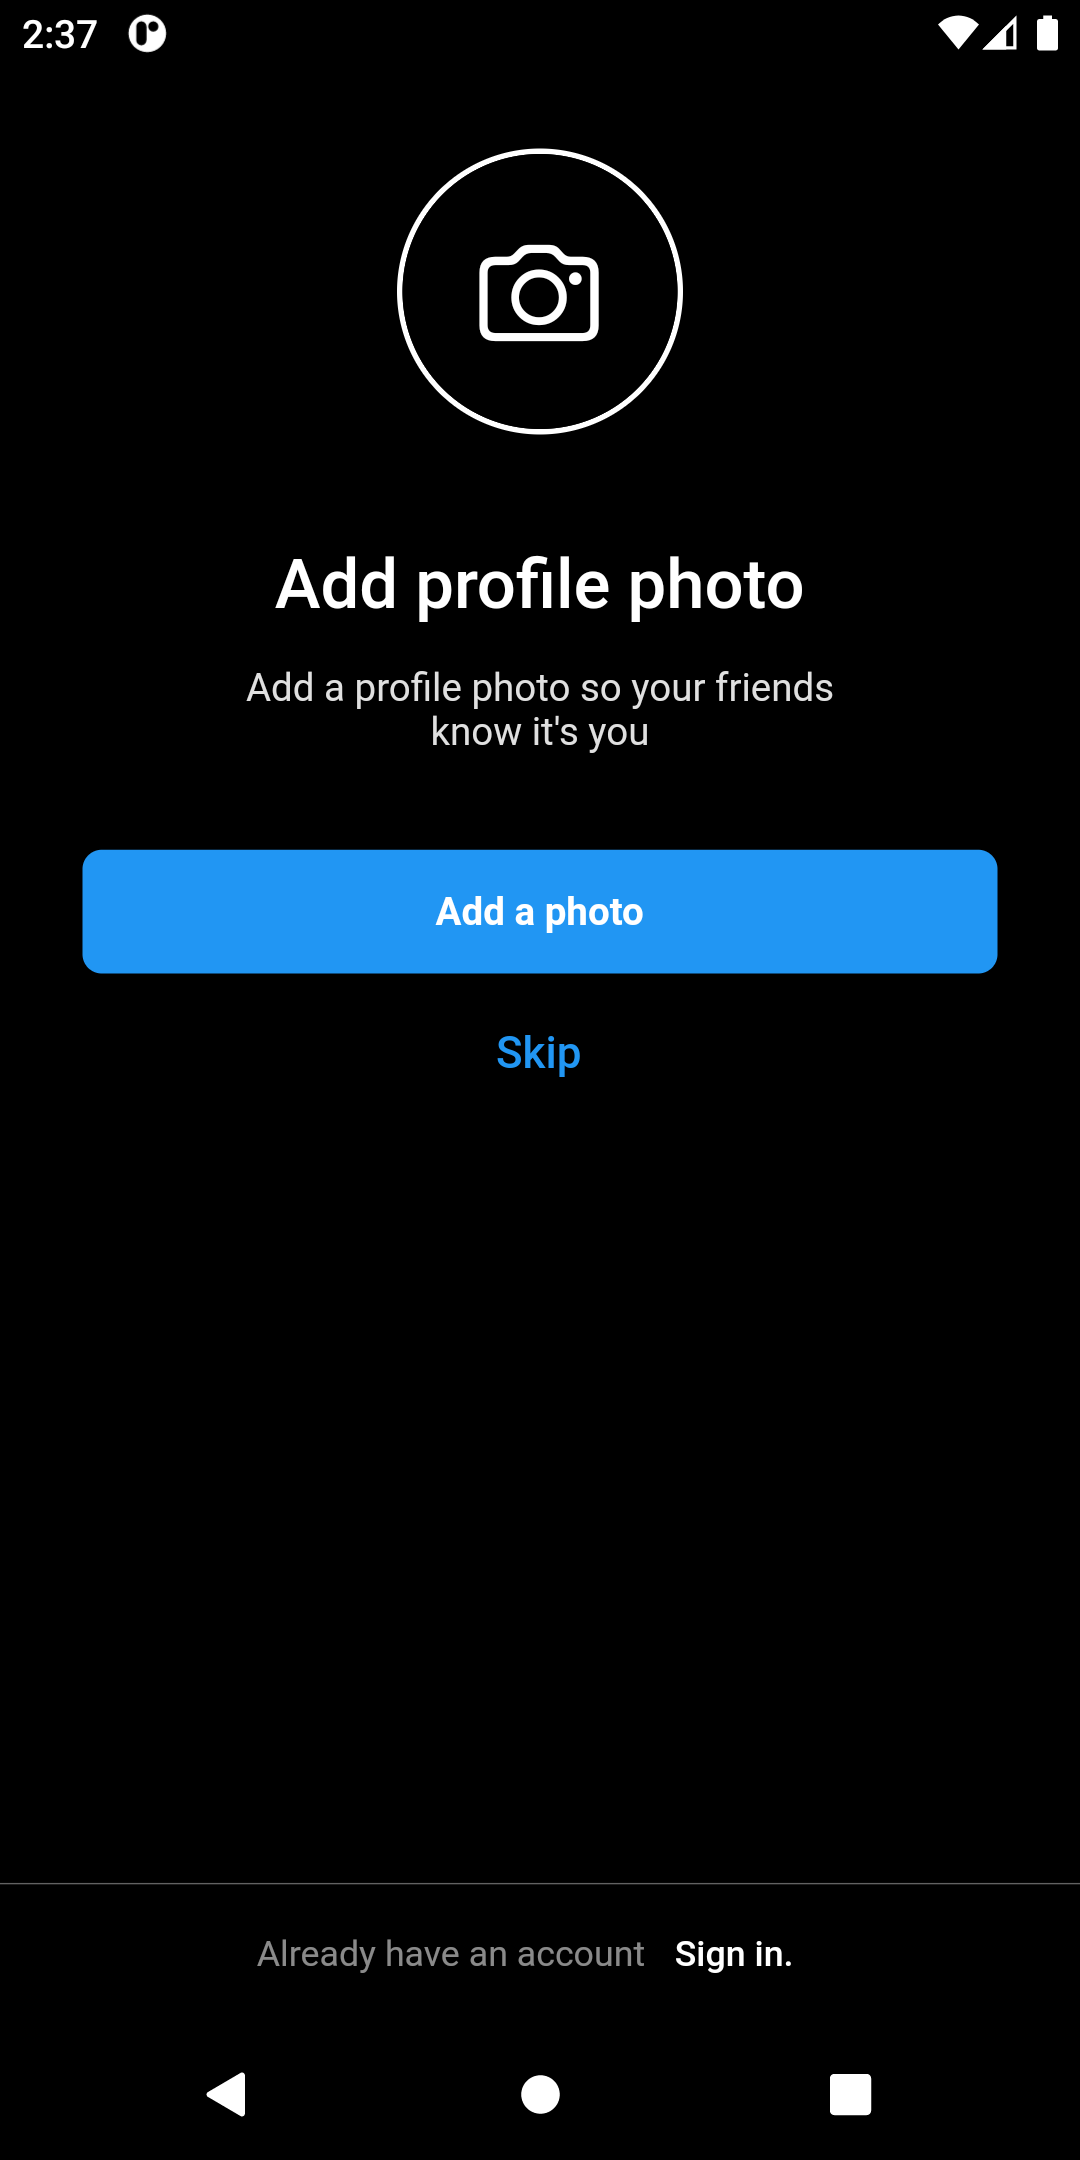 2:37
Add profile photo
Add a profile photo so your friends
know it's you
Add a photo
Skip
Already have an account Sign in.